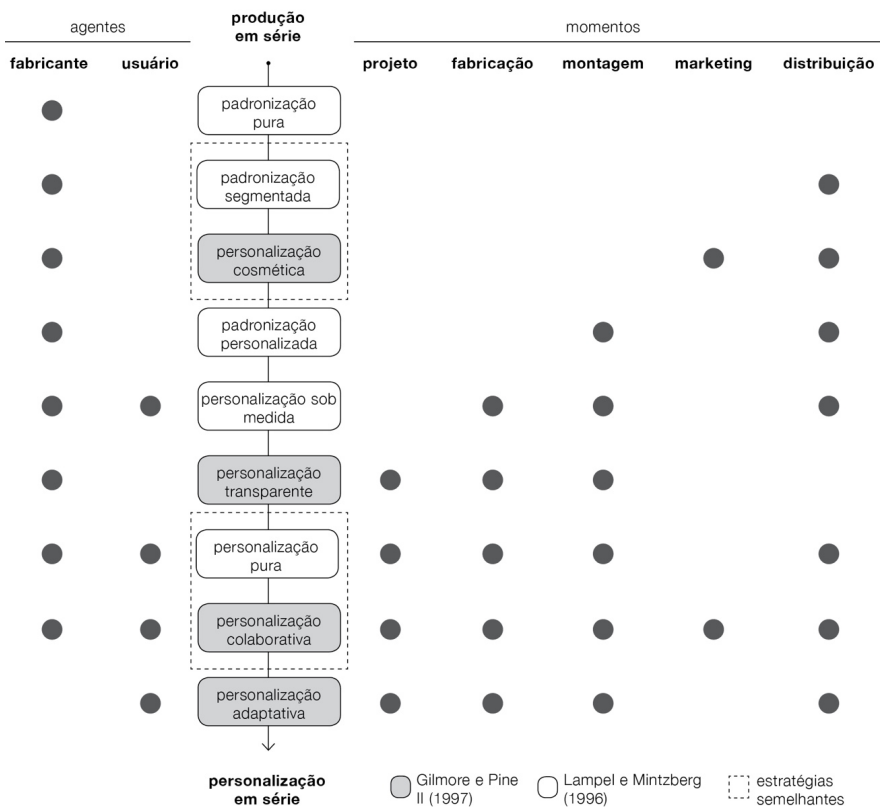 agentes
produção
em série
momentos
fabricante
usuário
projeto
fabricação
montagem
marketing
distribuição
padronização
pura
padronização
segmentada
personalização
cosmética
padronização
personalizada
personalização sob
medida
personalização
transparente
personalização
pura
personalização
colaborativa
personalização
adaptativa
personalização
em série
Gilmore e Pine
II (1997)
Lampel e Mintzberg
(1996)
estratégias
semelhantes